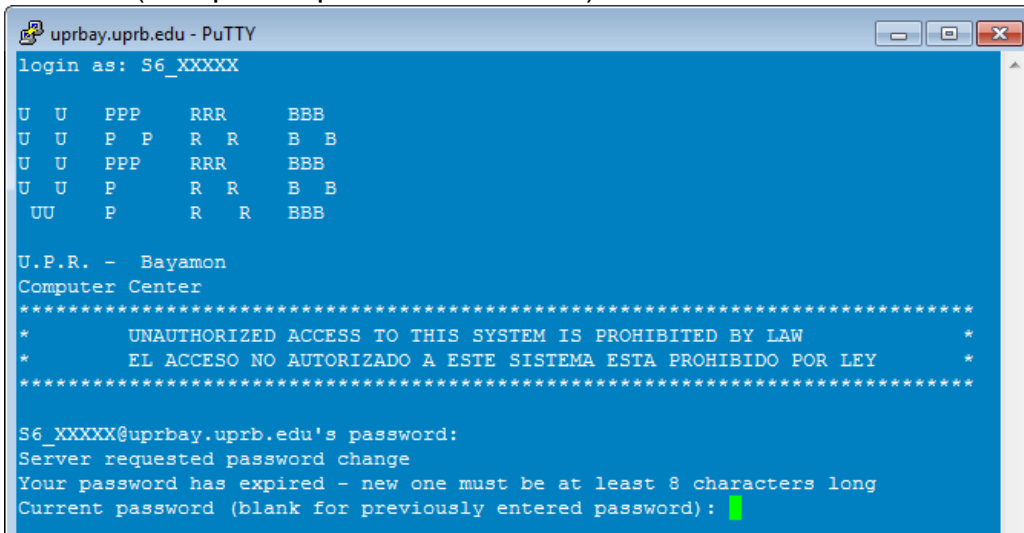 uprbay.uprb.edu - PuTTY
login as: S6_XXXXX
U  U   PPP    RRR     BBB
U  U   P  P   R  R    B  B
U  U   PPP    RRR     BBB
U  U   P      R  R    B  B
 UU    P      R   R   BBB
U.P.R. -  Bayamon
Computer Center
*****************************************************************************
*        UNAUTHORIZED ACCESS TO THIS SYSTEM IS PROHIBITED BY LAW            *
*        EL ACCESO NO AUTORIZADO A ESTE SISTEMA ESTA PROHIBIDO POR LEY      *
*****************************************************************************
S6_XXXXX@uprbay.uprb.edu's password:
Server requested password change
Your password has expired - new one must be at least 8 characters long
Current password (blank for previously entered password):